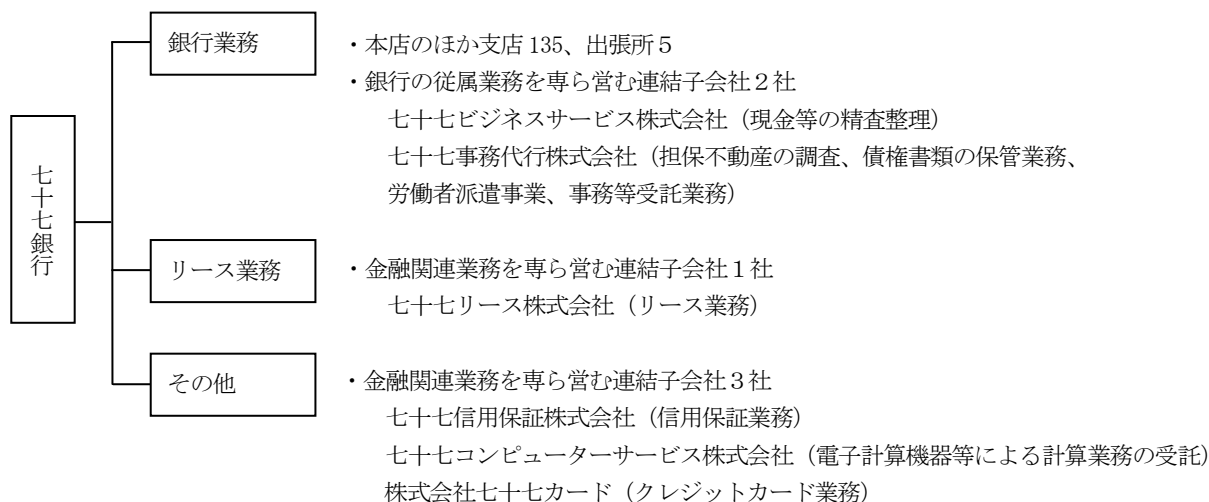 七十七銀行
銀行業務
・本店のほか支店 135、出張所５
・銀行の従属業務を専ら営む連結子会社２社
七十七ビジネスサービス株式会社（現金等の精査整理）
七十七事務代行株式会社（担保不動産の調査、債権書類の保管業務、
労働者派遣事業、事務等受託業務）
リース業務
・金融関連業務を専ら営む連結子会社１社
七十七リース株式会社（リース業務）
その他
・金融関連業務を専ら営む連結子会社３社
七十七信用保証株式会社（信用保証業務）
七十七コンピューターサービス株式会社（電子計算機器等による計算業務の受託）
株式会社七十七カード（クレジットカード業務）